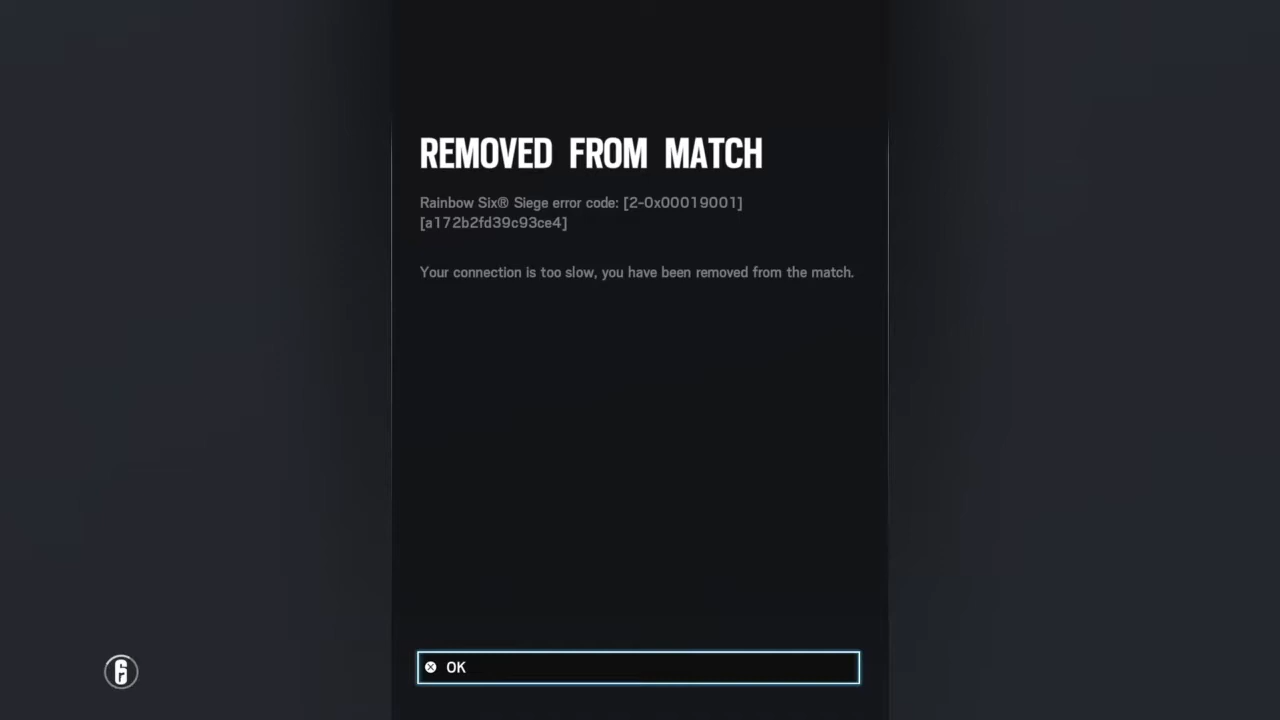 REMOVED FROM MATCH
Rainbow Six® Siege error code: [2-0x00019001]
[a172b2fd39c93ce4]
Your connection is too slow, you have been removed from the match.
OK
6